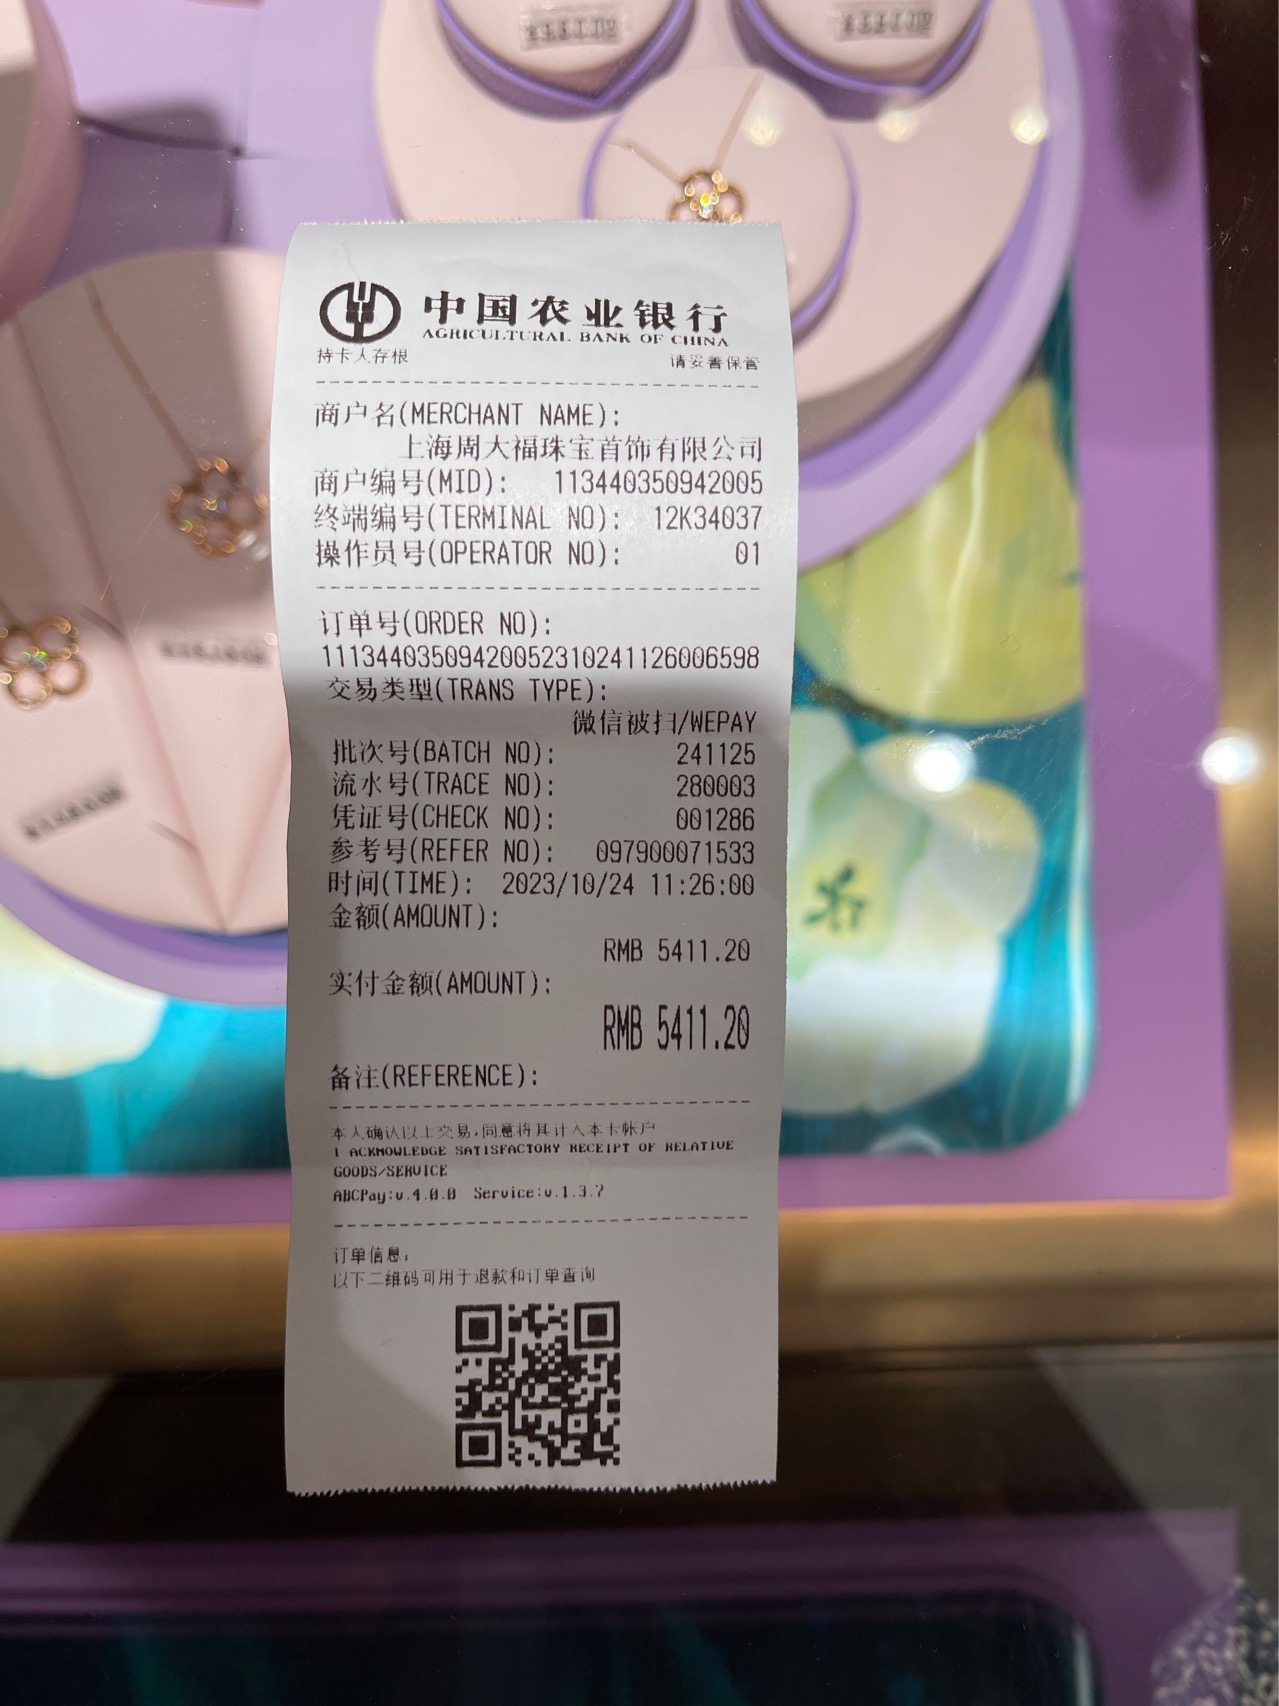 中国农业银行
AGRICULTURAL BANK OF CHINA
持卡人存根 请妥善保管
商户名(MERCHANT NAME):
上海周大福珠宝首饰有限公司
商户编号(MID): 113440350942005
终端编号(TERMINAL NO): 12K34037
操作员号(OPERATOR NO): 01
订单号(ORDER NO):
11134403509420052310241126006598
交易类型(TRANS TYPE):
微信被扫/WEPAY
批次号(BATCH NO): 241125
流水号(TRACE NO): 280003
凭证号(CHECK NO): 001286
参考号(REFER NO): 097900071533
时间(TIME): 2023/10/24 11:26:00
金额(AMOUNT):
RMB 5411.20
实付金额(AMOUNT):
RMB 5411.20
备注(REFERENCE):
本人确认以上交易,同意将其计入本卡帐户
I ACKNOWLEDGE SATISFACTORY RECEIPT OF RELATIVE
GOODS/SERVICE
ABCPay:v.4.0.0 Service:v.1.3.7
订单信息:
以下二维码可用于退款和订单查询